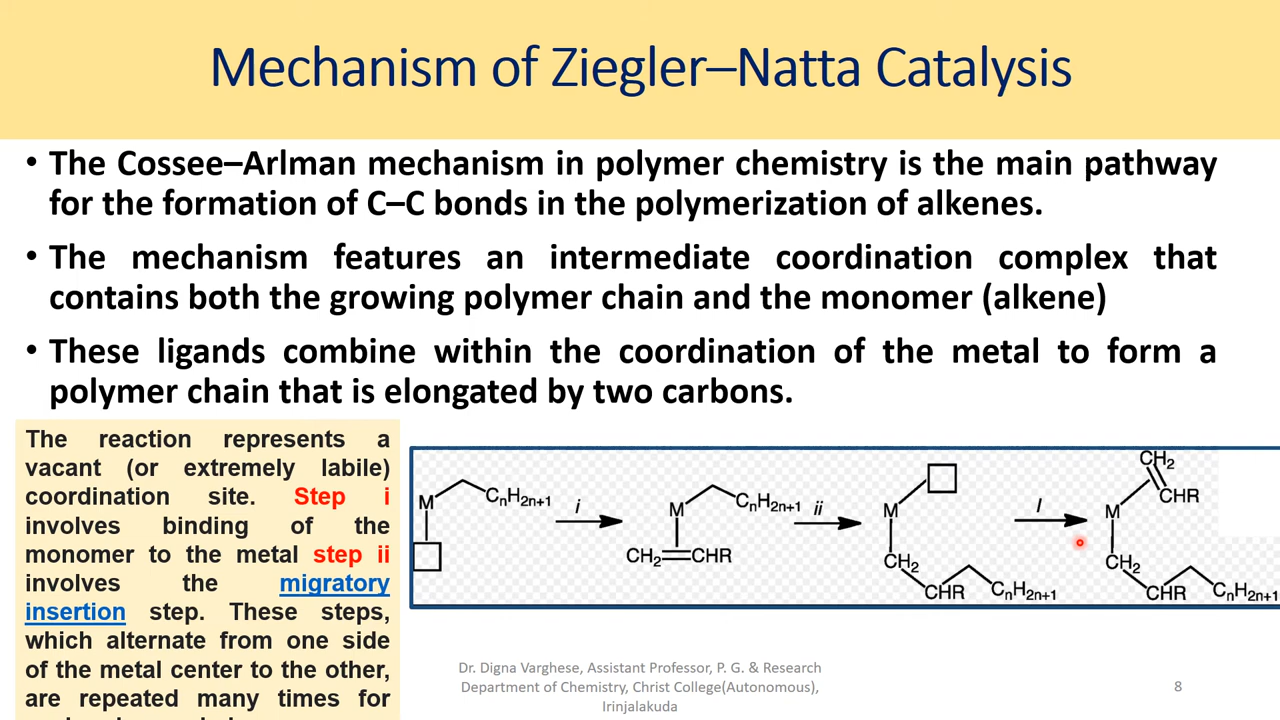 Mechanism of Ziegler–Natta Catalysis
• The Cossee–Arlman mechanism in polymer chemistry is the main pathway
for the formation of C–C bonds in the polymerization of alkenes.
• The mechanism features an intermediate coordination complex that
contains both the growing polymer chain and the monomer (alkene)
• These ligands combine within the coordination of the metal to form a
polymer chain that is elongated by two carbons.
The reaction represents a
vacant (or extremely labile)
coordination site. Step i
involves binding of the
monomer to the metal step ii
involves the migratory
insertion step. These steps,
which alternate from one side
of the metal center to the other,
are repeated many times for
M
CnH2n+1
i
M
CnH2n+1
CH2=CHR
ii
M
CH2
CHR
CnH2n+1
I
CH2
CHR
M
CH2
CHR
CnH2n+1
Dr. Digna Varghese, Assistant Professor, P. G. & Research
Department of Chemistry, Christ College(Autonomous),
Irinjalakuda
8